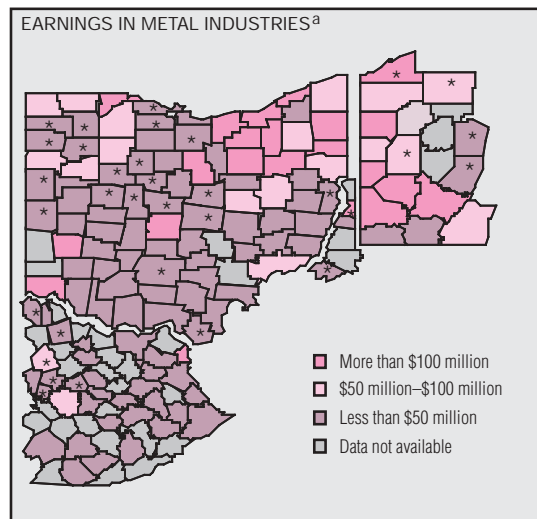 EARNINGS IN METAL INDUSTRIESa
More than $100 million
$50 million–$100 million
Less than $50 million
Data not available